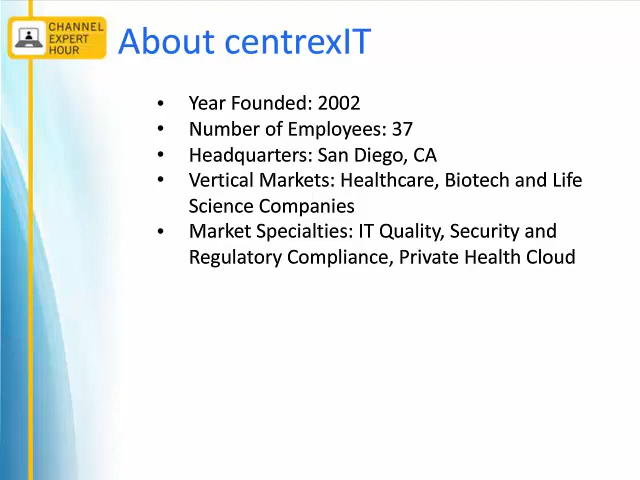 CHANNEL
EXPERT
HOUR
About centrexIT
• Year Founded: 2002
• Number of Employees: 37
• Headquarters: San Diego, CA
• Vertical Markets: Healthcare, Biotech and Life
Science Companies
• Market Specialties: IT Quality, Security and
Regulatory Compliance, Private Health Cloud